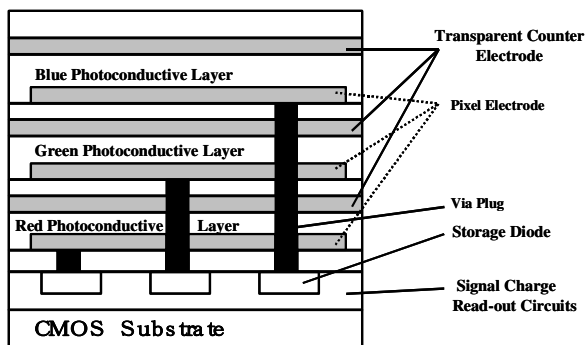 Transparent Counter
Electrode
Blue Photoconductive Layer
Pixel Electrode
Green Photoconductive Layer
Via Plug
Red Photoconductive Layer
Storage Diode
Signal Charge
Read-out Circuits
CMOS Substrate